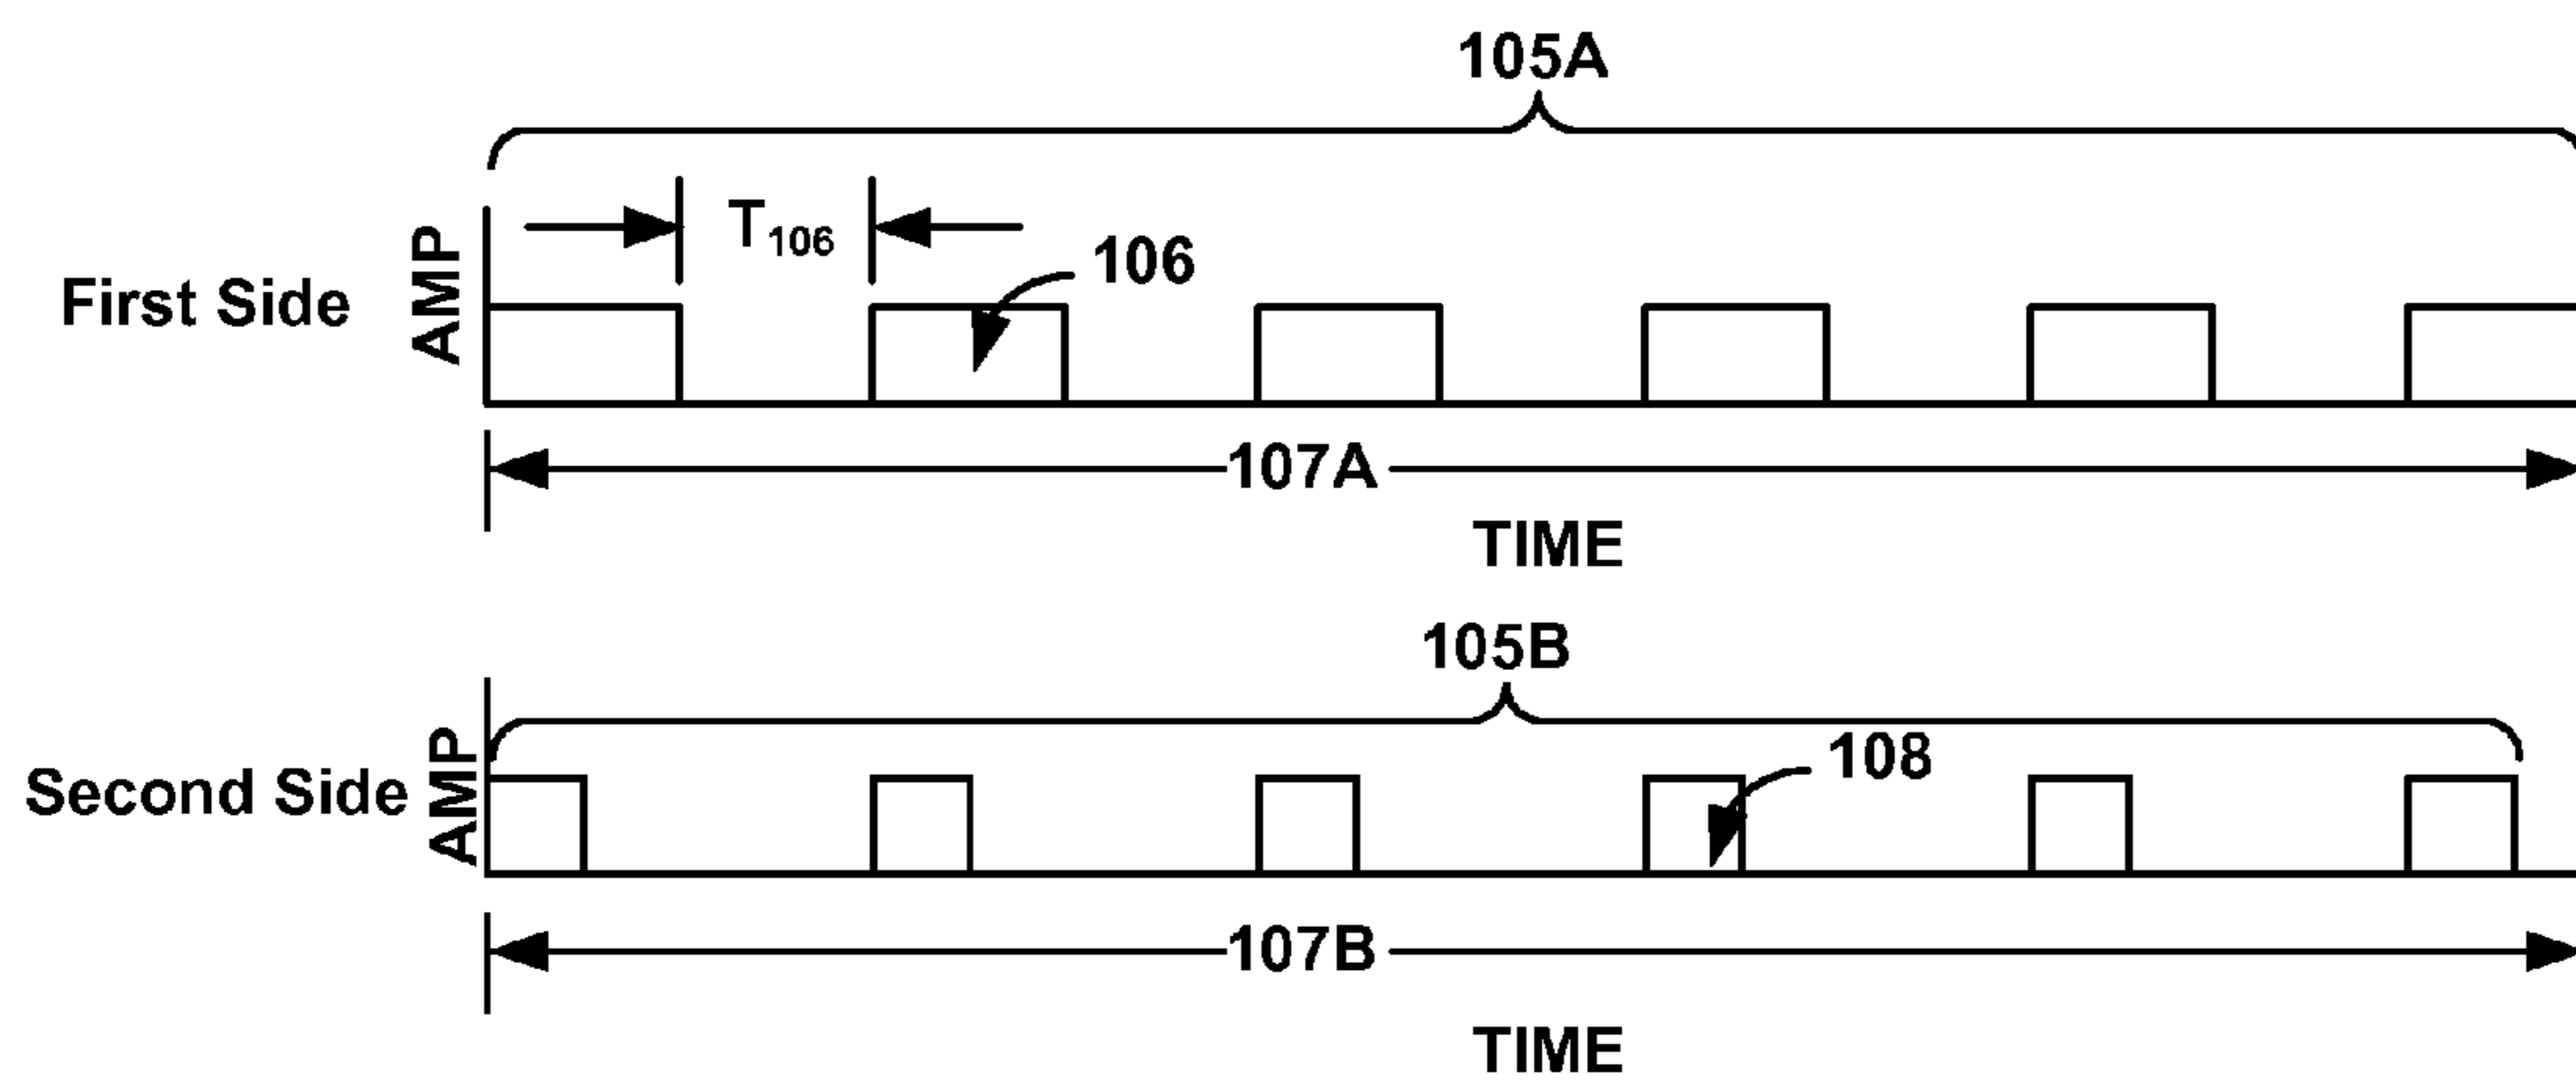 105A
T106
106
First Side
AMP
107A
TIME
105B
108
Second Side
AMP
107B
TIME